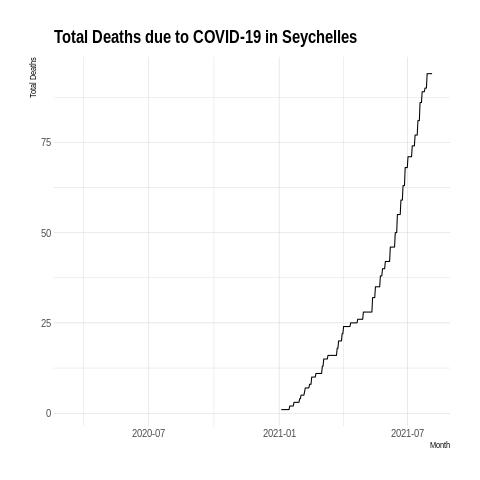 Total Deaths due to COVID-19 in Seychelles
Total Deaths
75
50
25
0
2020-07 2021-01 2021-07
Month